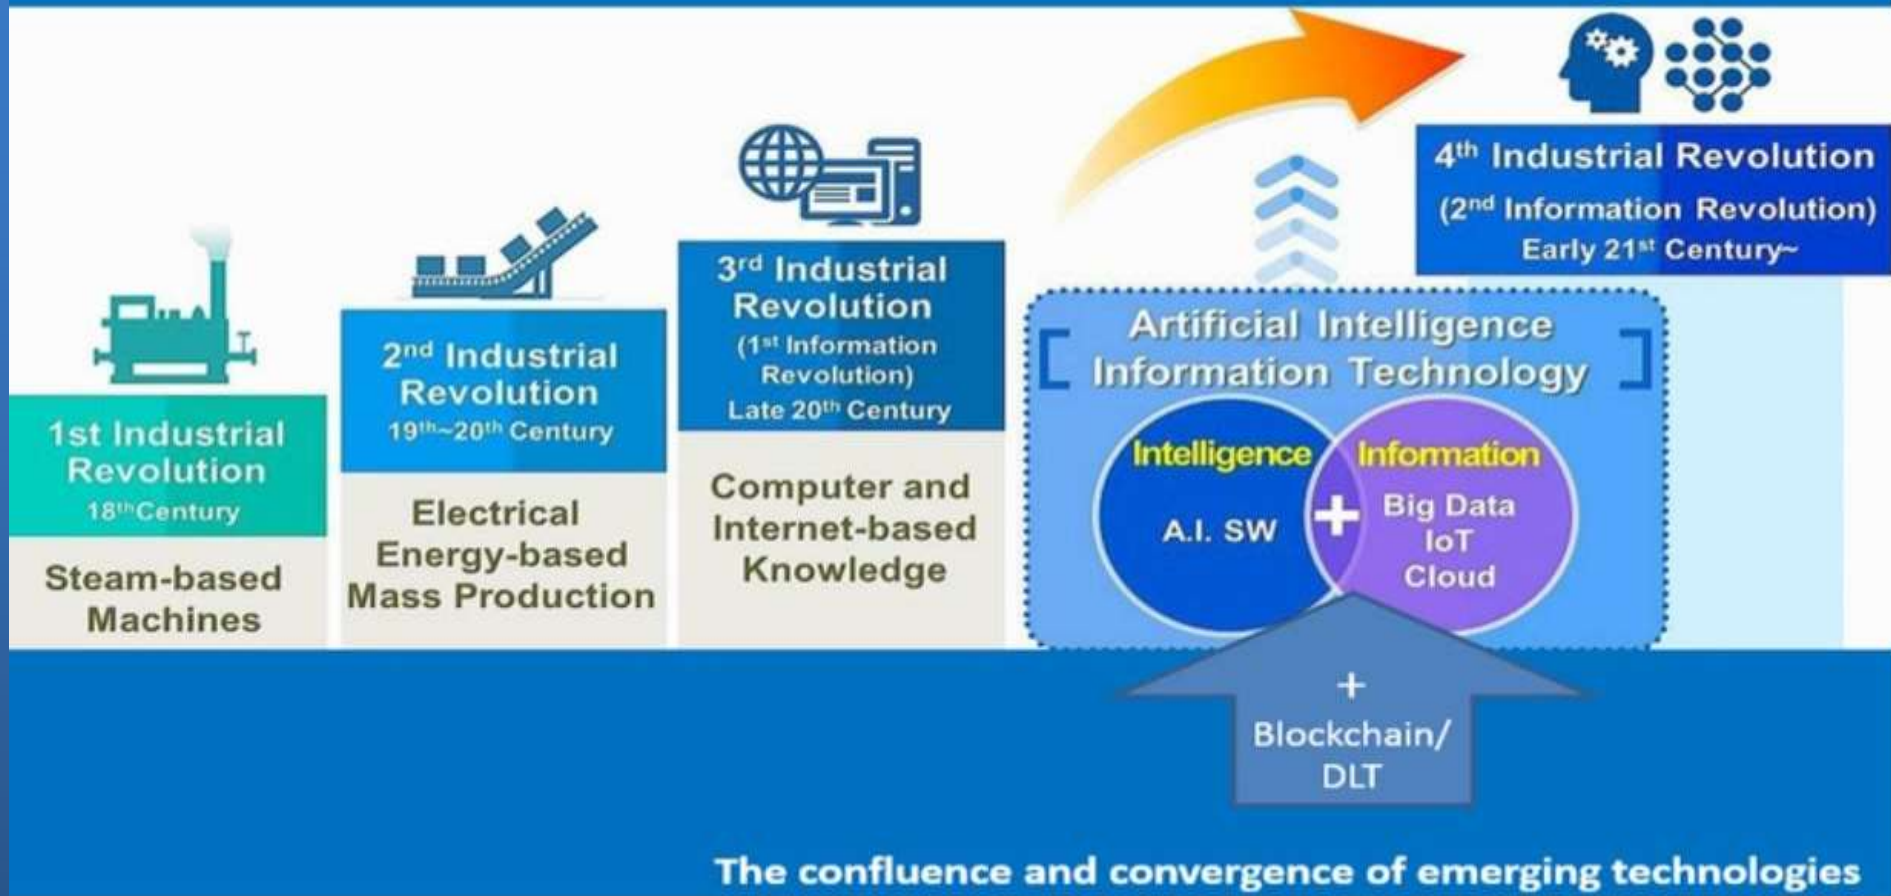 1st Industrial
Revolution
18thCentury
Steam-based
Machines
2nd Industrial
Revolution
19th~20th Century
Electrical
Energy-based
Mass Production
3rd Industrial
Revolution
(1st Information
Revolution)
Late 20th Century
Computer and
Internet-based
Knowledge
4th Industrial Revolution
(2nd Information Revolution)
Early 21st Century~
Artificial Intelligence
Information Technology
Intelligence
A.I. SW
+
Information
Big Data
IoT
Cloud
+
Blockchain/
DLT
The confluence and convergence of emerging technologies